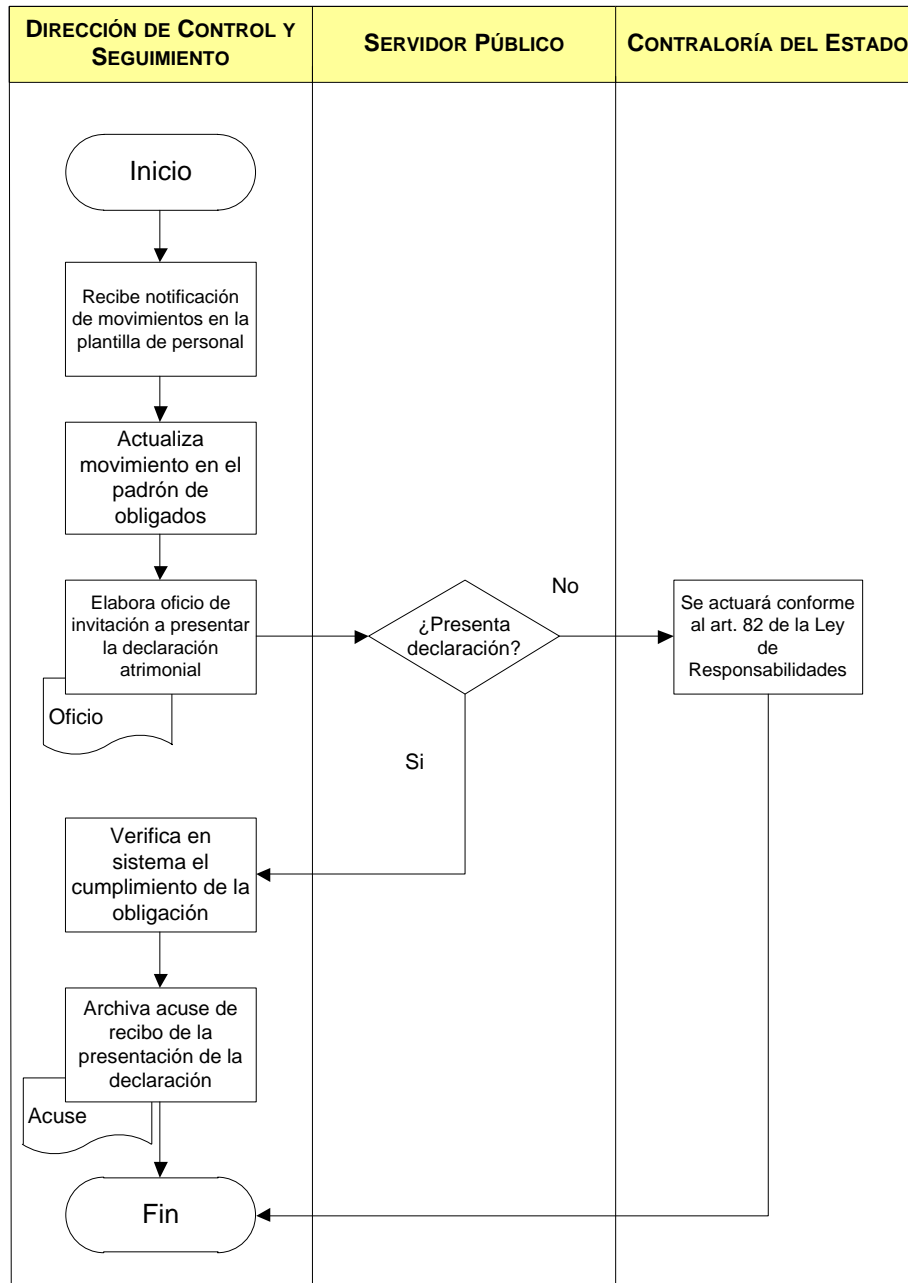 DIRECCIÓN DE CONTROL Y
SEGUIMIENTO
SERVIDOR PÚBLICO
CONTRALORÍA DEL ESTADO
Inicio
Recibe notificación
de movimientos en la
plantilla de personal
Actualiza
movimiento en el
padrón de
obligados
Elabora oficio de
invitación a presentar
la declaración
atrimonial
Oficio
¿Presenta
declaración?
No
Se actuará conforme
al art. 82 de la Ley
de
Responsabilidades
Si
Verifica en
sistema el
cumplimiento de la
obligación
Archiva acuse de
recibo de la
presentación de la
declaración
Acuse
Fin